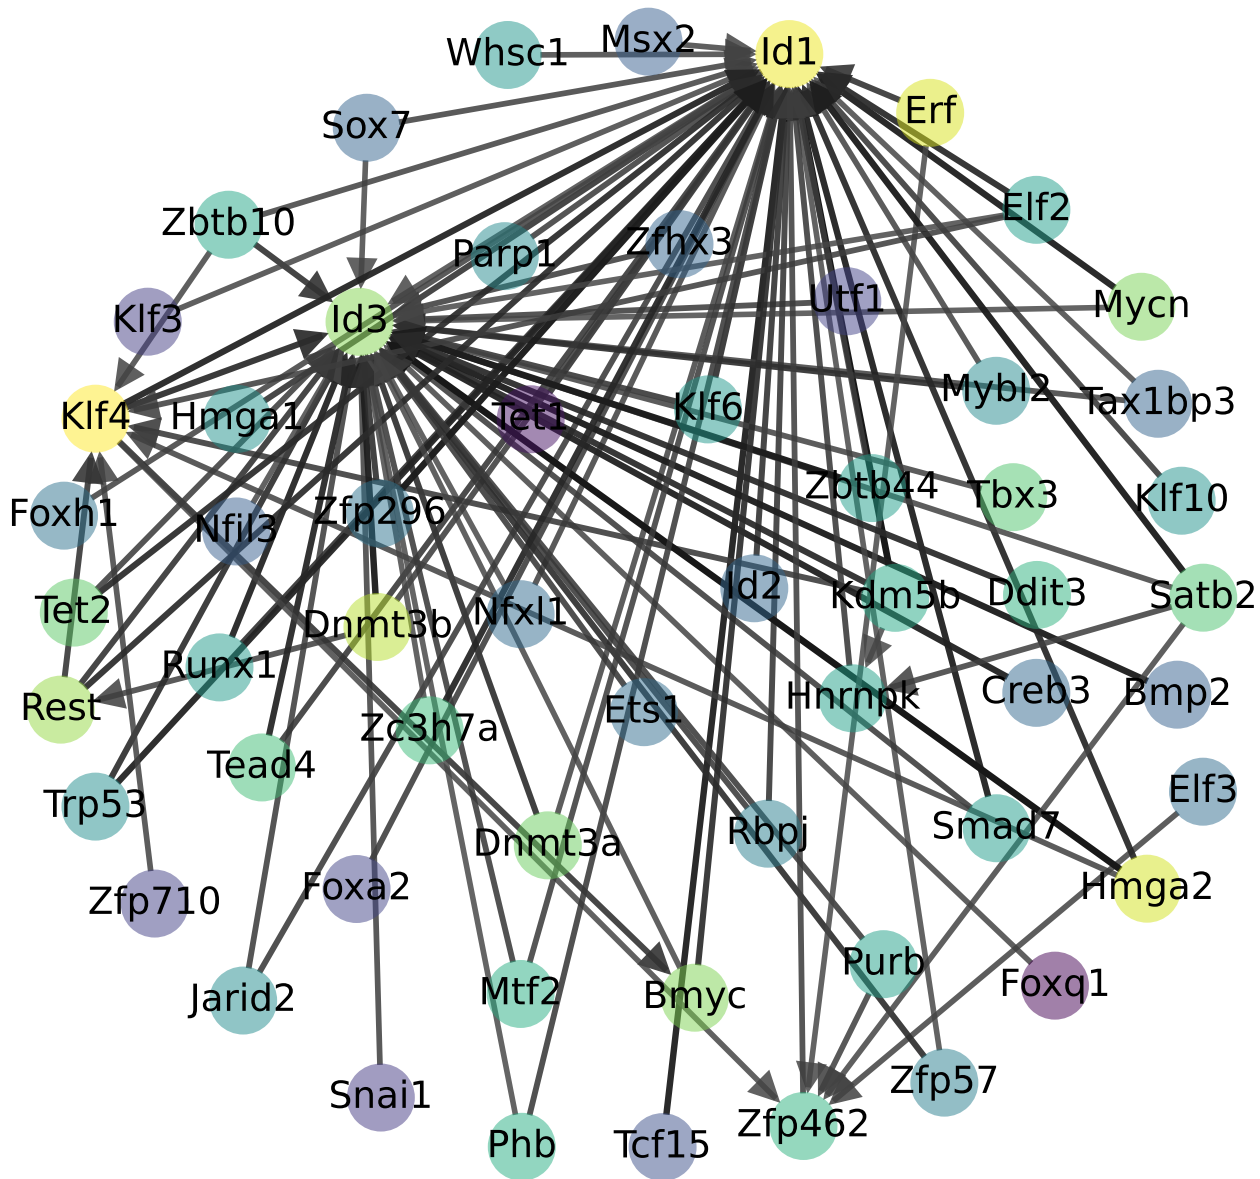 Whsc1
Msx2
Id1
Erf
Sox7
Zbtb10
Parp1
Zfhx3
Elf2
Klf3
Id3
Utf1
Mycn
Klf4
Hmga1
Tet1
Klf6
Mybl2
Tax1bp3
Foxh1
Nfil3
Zfp296
Zbtb44
Tbx3
Klf10
Tet2
Dnmt3b
Nfxl1
Id2
Kdm5b
Ddit3
Satb2
Rest
Runx1
Zc3h7a
Ets1
Hnrnpk
Creb3
Bmp2
Trp53
Tead4
Dnmt3a
Rbpj
Smad7
Elf3
Zfp710
Foxa2
Hmga2
Jarid2
Mtf2
Bmyc
Purb
Foxq1
Snai1
Phb
Tcf15
Zfp462
Zfp57